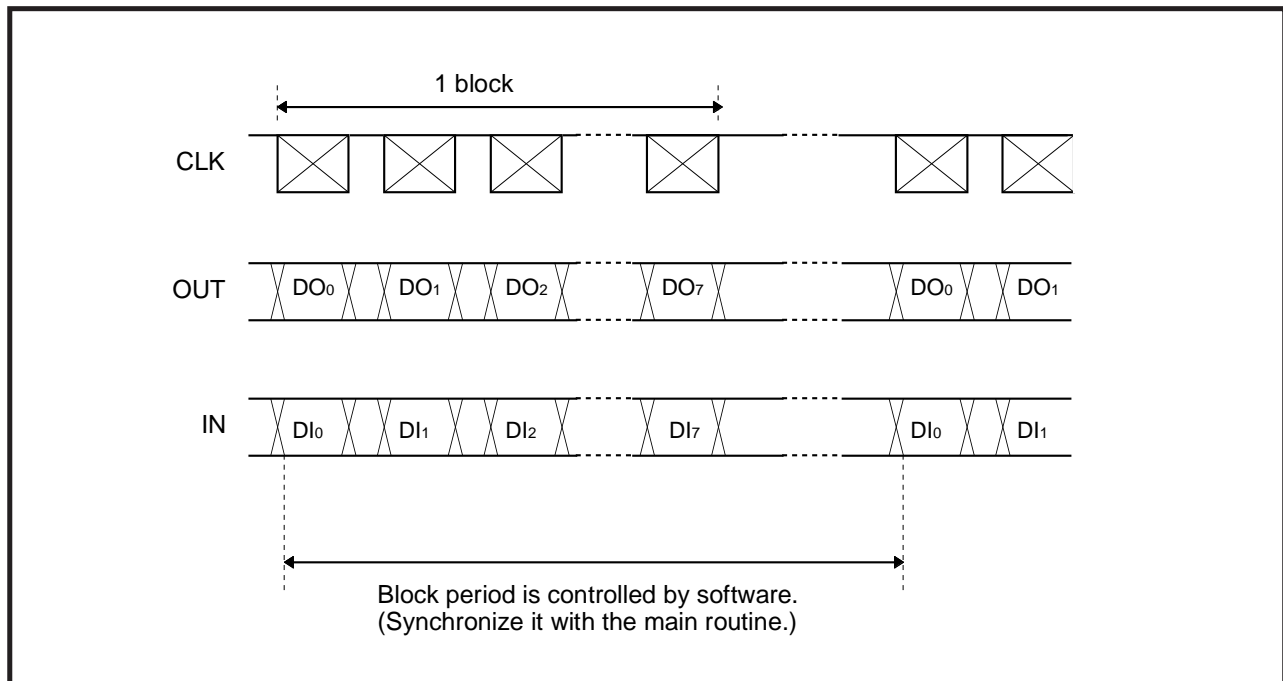 1 block
CLK
OUT DO0 DO1 DO2 DO7 DO0 DO1
IN DI0 DI1 DI2 DI7 DI0 DI1
Block period is controlled by software.
(Synchronize it with the main routine.)